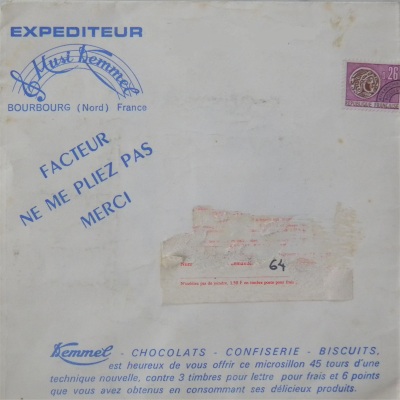 EXPEDITEUR
Musi Kemmel
BOURBOURG (Nord) France
26
FACTEUR
NE ME PLIEZ PAS
MERCI
64
Kemmel - CHOCOLATS - CONFISERIE - BISCUITS,
est heureux de vous offrir ce microsillon 45 tours d'une
technique nouvelle, contre 3 timbres pour lettre pour frais et 6 points
que vous avez obtenus en consommant ses délicieux produits.